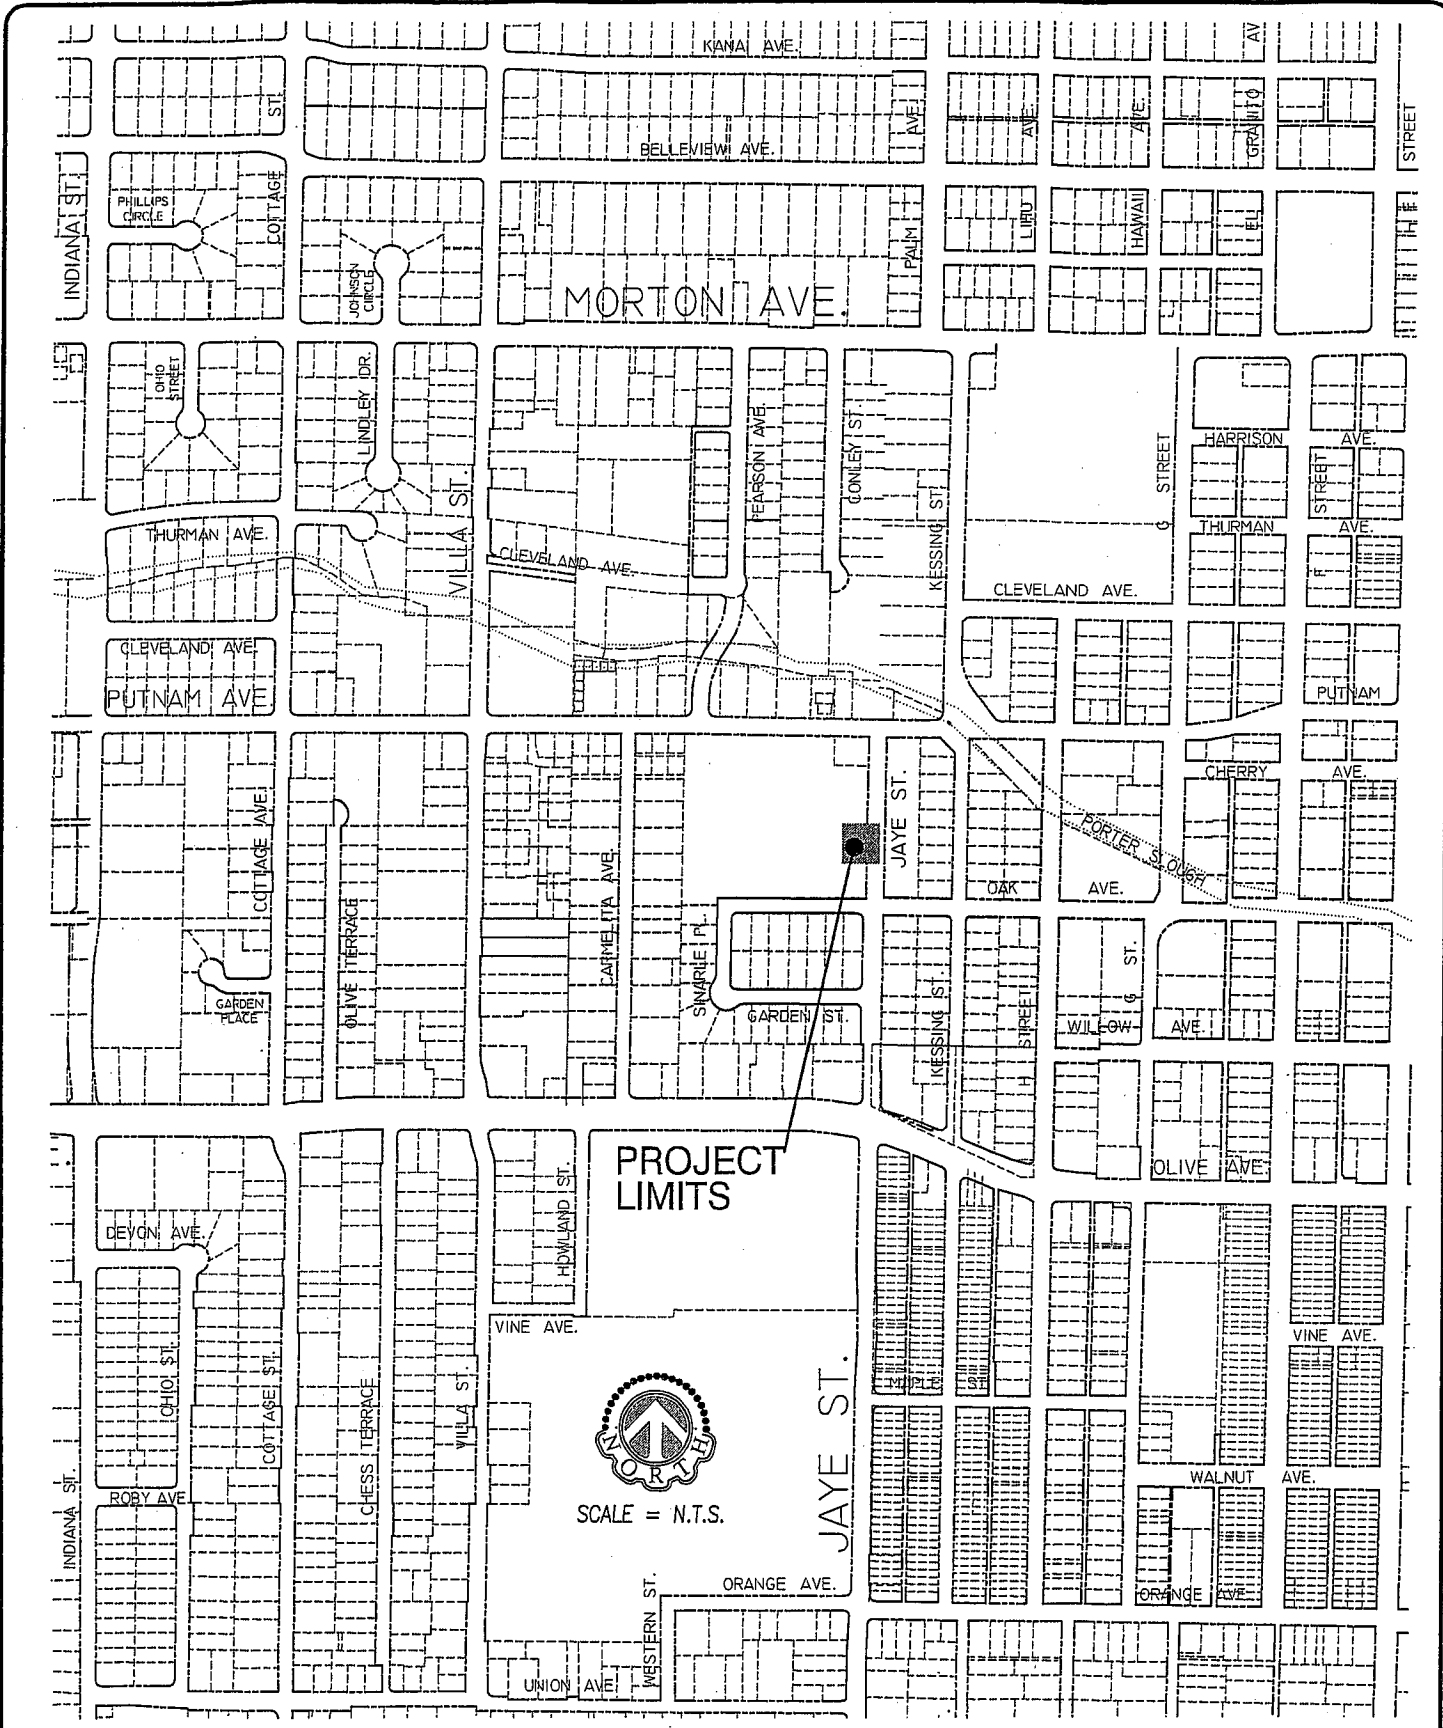 KANAI AVE.
AV
ST.
AVE.
AVE.
AVE.
GRANITO
STREET
BELLEVIEW AVE.
INDIANA ST.
PHILLIPS
CIRCLE
COTTAGE
JOHNSON
CIRCLE
PALM
LIHU
HAWAII
EL
MORTON AVE.
OHIO
STREET
LINDLEY DR.
VILLA ST.
PEARSON AVE.
CONLEY ST.
KESSING ST.
G STREET
HARRISON AVE.
F STREET
THURMAN AVE.
THURMAN AVE.
CLEVELAND AVE.
CLEVELAND AVE.
CLEVELAND AVE.
PUTNAM AVE.
PUTNAM
COTTAGE AVE.
OLIVE TERRACE
CARMELITA AVE.
JAYE ST.
CHERRY AVE.
PORTER SLOUGH
OAK AVE.
SINARLE PL.
GARDEN
PLACE
GARDEN ST.
KESSING ST.
H STREET
G ST.
WILLOW AVE.
PROJECT
LIMITS
OLIVE AVE.
HOWLAND ST.
DEVON AVE.
VINE AVE.
VINE AVE.
OHIO ST.
COTTAGE ST.
CHESS TERRACE
VILLA ST.
MAPLE ST.
JAYE ST.
NORTH
SCALE = N.T.S.
WALNUT AVE.
INDIANA ST.
ROBY AVE
WESTERN ST.
ORANGE AVE.
ORANGE AVE.
UNION AVE